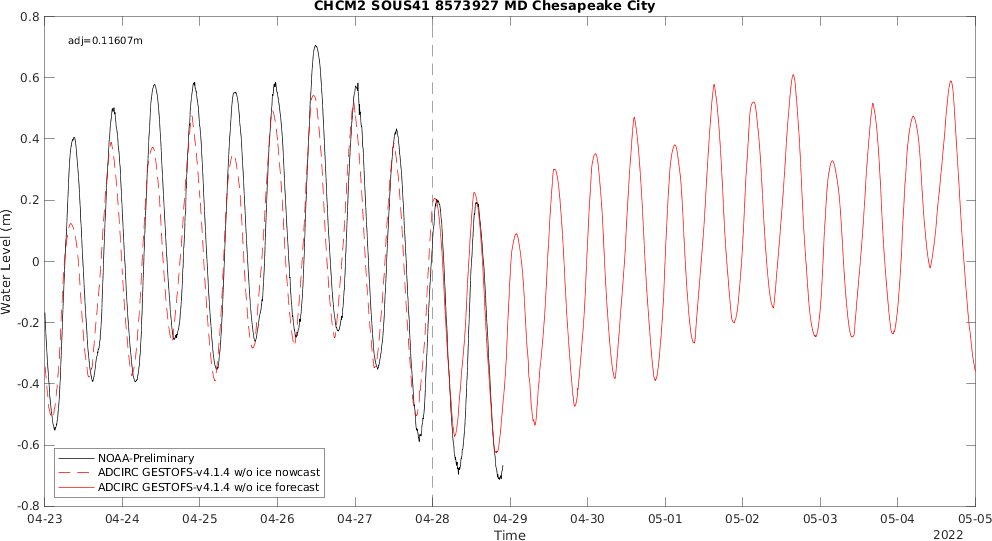 CHCM2 SOUS41 8573927 MD Chesapeake City
adj=0.11607m
Water Level (m)
0.8
0.6
0.4
0.2
0
-0.2
-0.4
-0.6
-0.8
NOAA-Preliminary
ADCIRC GESTOFS-v4.1.4 w/o ice nowcast
ADCIRC GESTOFS-v4.1.4 w/o ice forecast
04-23 04-24 04-25 04-26 04-27 04-28 04-29 04-30 05-01 05-02 05-03 05-04 05-05
Time
2022